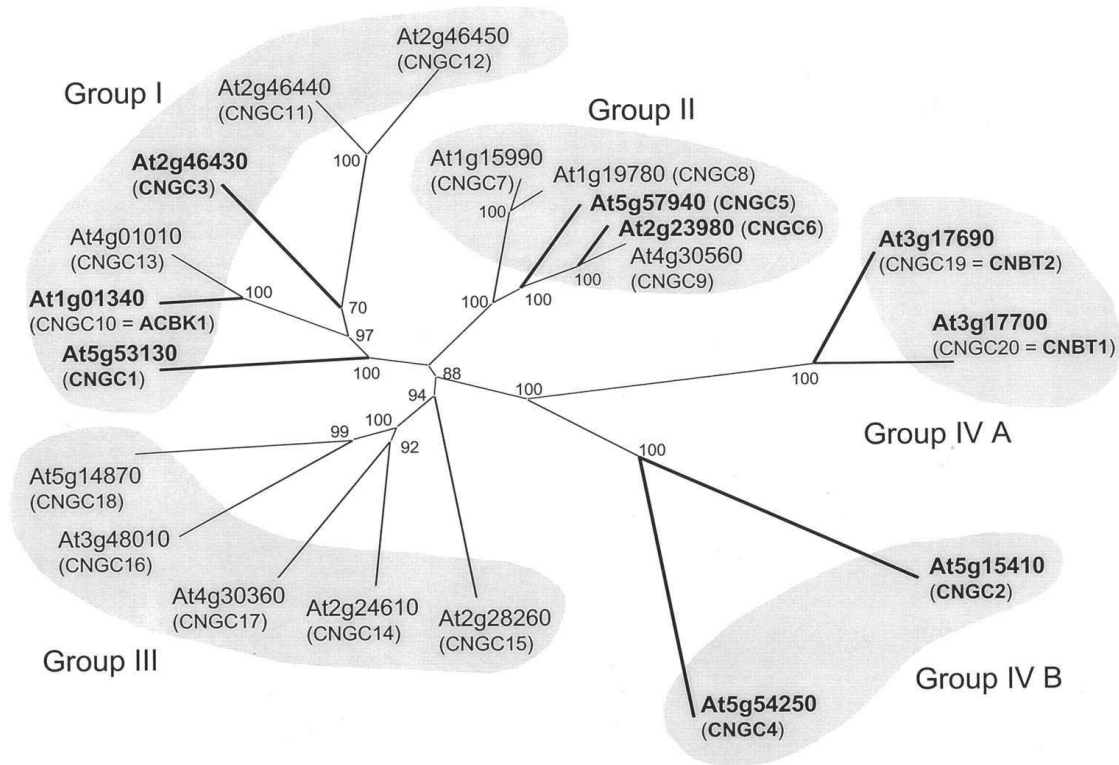 Group I
At2g46450
(CNGC12)
At2g46440
(CNGC11)
100
At2g46430
(CNGC3)
At4g01010
(CNGC13)
100
At1g01340
(CNGC10 = ACBK1)
70
97
At5g53130
(CNGC1)
100
Group II
At1g15990
(CNGC7)
At1g19780 (CNGC8)
100
At5g57940 (CNGC5)
At2g23980 (CNGC6)
At4g30560
(CNGC9)
100
100
100
At3g17690
(CNGC19 = CNBT2)
At3g17700
(CNGC20 = CNBT1)
100
Group IV A
88
100
94
100
99
92
At5g14870
(CNGC18)
At3g48010
(CNGC16)
At4g30360
(CNGC17)
At2g24610
(CNGC14)
At2g28260
(CNGC15)
Group III
100
At5g15410
(CNGC2)
At5g54250
(CNGC4)
Group IV B